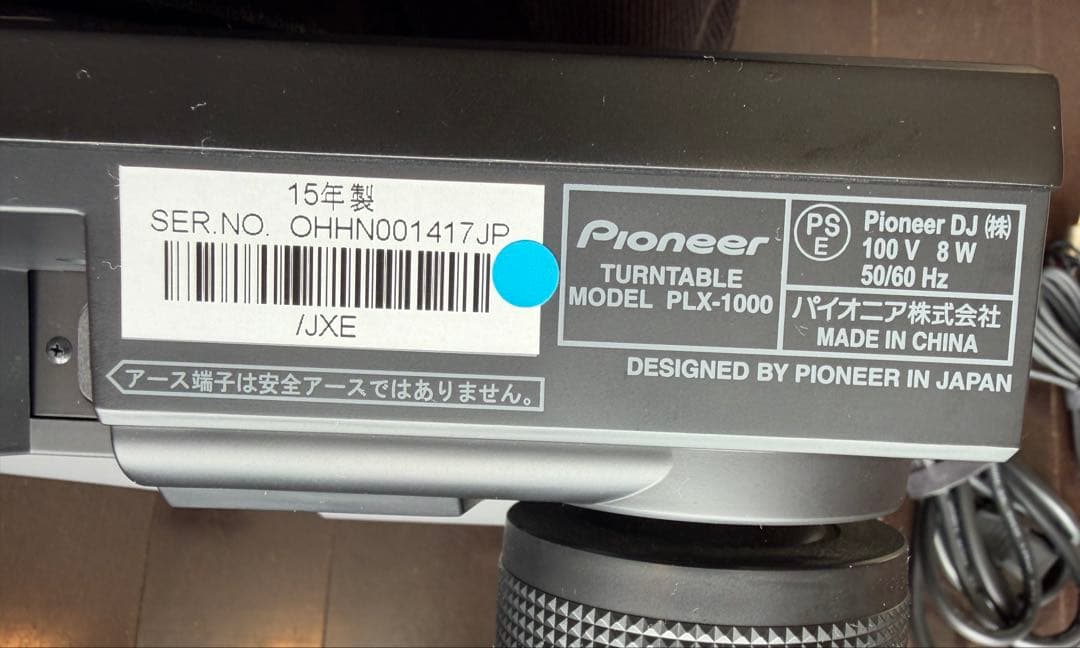 15年製
SER.NO. OHHN001417JP
/JXE
アース端子は安全アースではありません。
Pioneer
TURNTABLE
MODEL PLX-1000
PS
E
Pioneer DJ (株)
100 V 8 W
50/60 Hz
パイオニア株式会社
MADE IN CHINA
DESIGNED BY PIONEER IN JAPAN